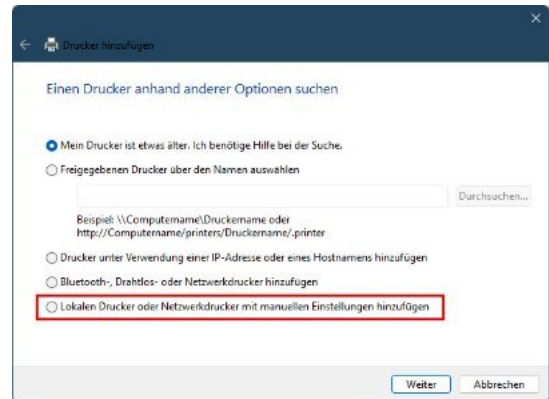 Drucker hinzufügen
Einen Drucker anhand anderer Optionen suchen
Mein Drucker ist etwas älter. Ich benötige Hilfe bei der Suche.
Freigegebenen Drucker über den Namen auswählen
Durchsuchen...
Beispiel: \\Computername\Druckername oder
http://Computername/printers/Druckername/.printer
Drucker unter Verwendung einer IP-Adresse oder eines Hostnamens hinzufügen
Bluetooth-, Drahtlos- oder Netzwerkdrucker hinzufügen
Lokalen Drucker oder Netzwerkdrucker mit manuellen Einstellungen hinzufügen
Weiter Abbrechen